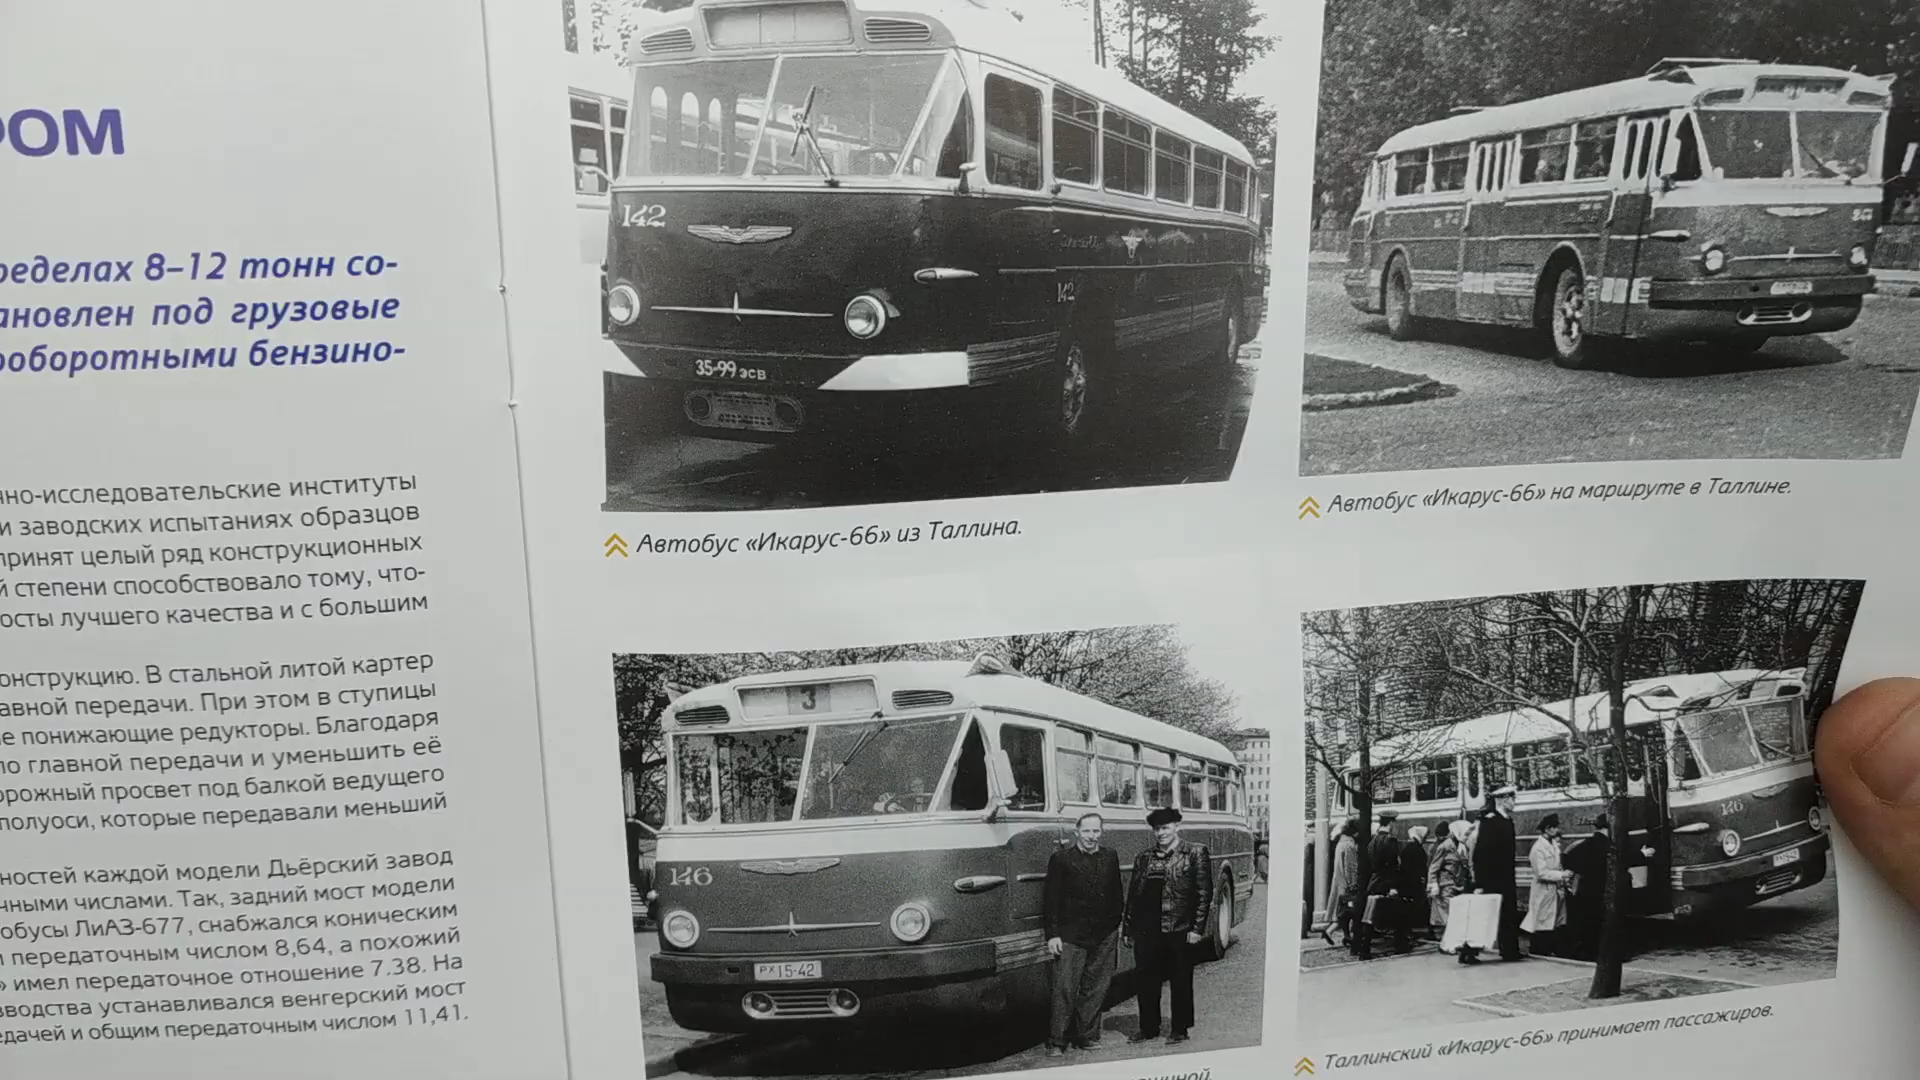 РОМ
ределах 8–12 тонн со-
ановлен под грузовые
рооборотными бензино-
чно-исследовательские институты
и заводских испытаниях образцов
принят целый ряд конструкционных
й степени способствовало тому, что-
осты лучшего качества и с большим
онструкцию. В стальной литой картер
авной передачи. При этом в ступицы
е понижающие редукторы. Благодаря
ло главной передачи и уменьшить её
орожный просвет под балкой ведущего
полуоси, которые передавали меньший
ностей каждой модели Дьёрский завод
чными числами. Так, задний мост модели
обусы ЛиАЗ-677, снабжался коническим
и передаточным числом 8,64, а похожий
» имел передаточное отношение 7.38. На
зводства устанавливался венгерский мост
едачей и общим передаточным числом 11,41.
142
142
35-99 ЭСВ
Автобус «Икарус-66» из Таллина.
Автобус «Икарус-66» на маршруте в Таллине.
3
146
РХ 15-42
шиной.
146
Таллинский «Икарус-66» принимает пассажиров.